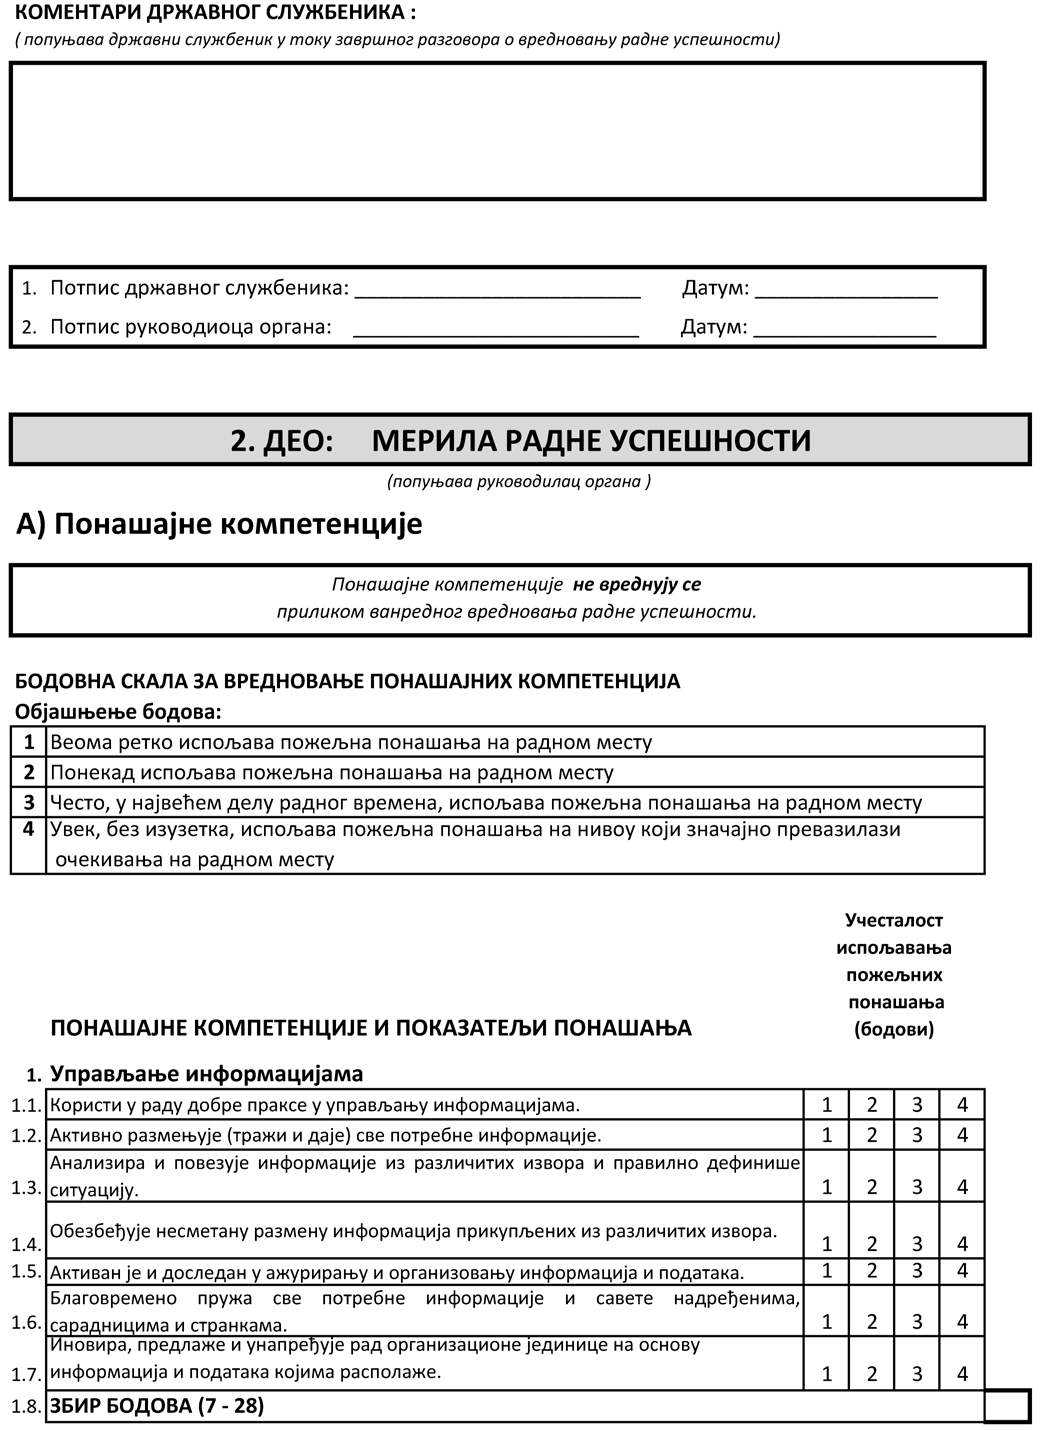 КОМЕНТАРИ ДРЖАВНОГ СЛУЖБЕНИКА :
( попуњава државни службеник у току завршног разговора о вредновању радне успешности)
1. Потпис државног службеника: __________________________ Датум: ________________
2. Потпис руководиоца органа: __________________________ Датум: ________________
2. ДЕО: МЕРИЛА РАДНЕ УСПЕШНОСТИ
(попуњава руководилац органа )
А) Понашајне компетенције
Понашајне компетенције не вреднују се
приликом ванредног вредновања радне успешности.
БОДОВНА СКАЛА ЗА ВРЕДНОВАЊЕ ПОНАШАЈНИХ КОМПЕТЕНЦИЈА
Објашњење бодова:
1 Веома ретко испољава пожељна понашања на радном месту
2 Понекад испољава пожељна понашања на радном месту
3 Често, у највећем делу радног времена, испољава пожељна понашања на радном месту
4 Увек, без изузетка, испољава пожељна понашања на нивоу који значајно превазилази
очекивања на радном месту
Учесталост
испољавања
пожељних
понашања
(бодови)
ПОНАШАЈНЕ КОМПЕТЕНЦИЈЕ И ПОКАЗАТЕЉИ ПОНАШАЊА
1. Управљање информацијама
1.1. Користи у раду добре праксе у управљању информацијама. 1 2 3 4
1.2. Активно размењује (тражи и даје) све потребне информације. 1 2 3 4
Анализира и повезује информације из различитих извора и правилно дефинише
1.3. ситуацију. 1 2 3 4
Обезбеђује несметану размену информација прикупљених из различитих извора.
1.4. 1 2 3 4
1.5. Активан је и доследан у ажурирању и организовању информација и података. 1 2 3 4
Благовремено пружа све потребне информације и савете надређенима,
1.6. сарадницима и странкама. 1 2 3 4
Иновира, предлаже и унапређује рад организационе јединице на основу
1.7. информација и података којима располаже. 1 2 3 4
1.8. ЗБИР БОДОВА (7 - 28)